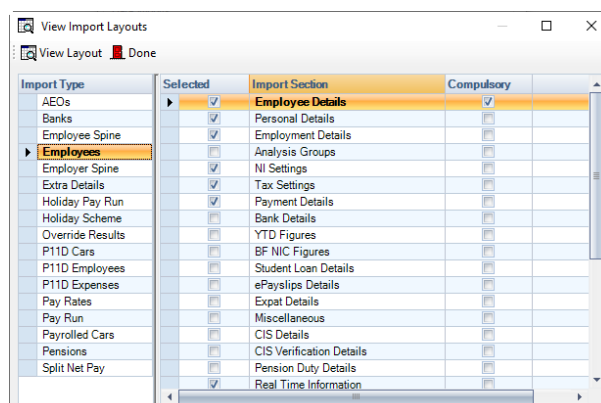 View Import Layouts
View Layout Done
Import Type Selected Import Section Compulsory
AEOs Employee Details
Banks Personal Details
Employee Spine Employment Details
Employees Analysis Groups
Employer Spine NI Settings
Extra Details Tax Settings
Holiday Pay Run Payment Details
Holiday Scheme Bank Details
Override Results YTD Figures
P11D Cars BF NIC Figures
P11D Employees Student Loan Details
P11D Expenses ePayslips Details
Pay Rates Expat Details
Pay Run Miscellaneous
Payrolled Cars CIS Details
Pensions CIS Verification Details
Split Net Pay Pension Duty Details
Real Time Information